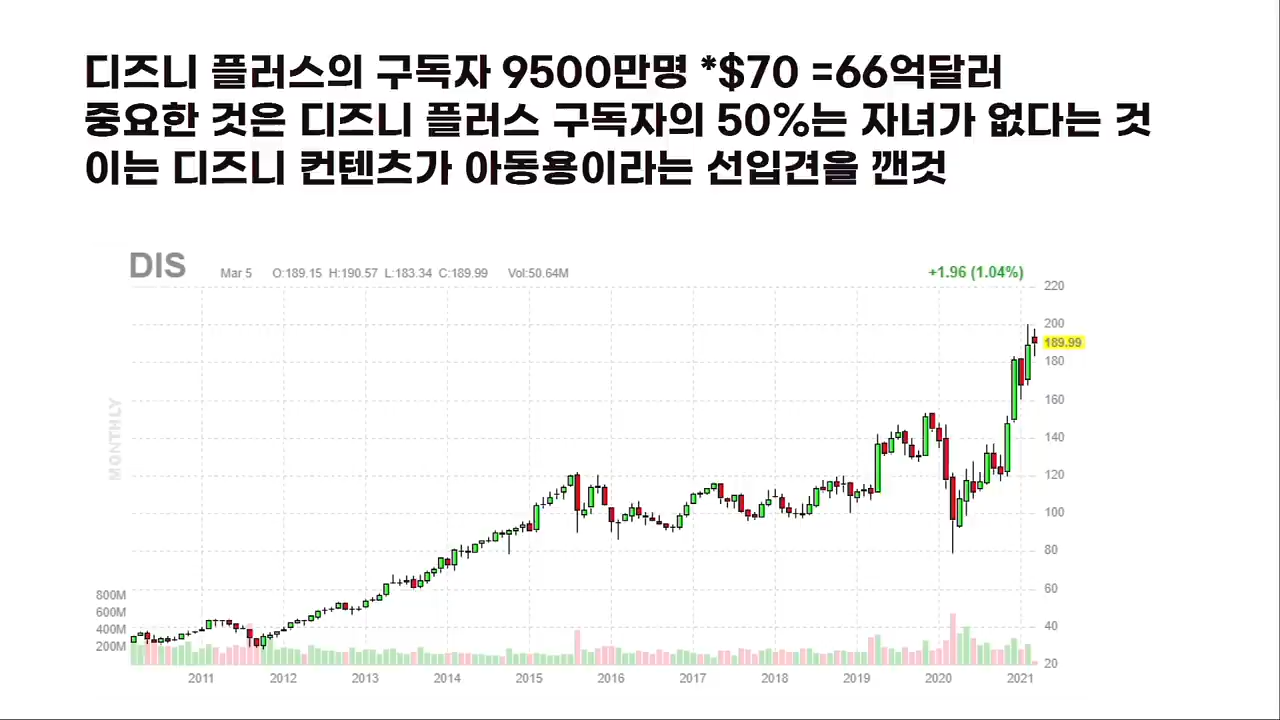 디즈니 플러스의 구독자 9500만명 *$70 =66억달러
중요한 것은 디즈니 플러스 구독자의 50%는 자녀가 없다는 것
이는 디즈니 컨텐츠가 아동용이라는 선입견을 깬것
DIS Mar 5 O:189.15 H:190.57 L:183.34 C:189.99 Vol:50.64M +1.96 (1.04%)
220
200
189.99
180
160
140
120
100
80
60
40
20
MONTHLY
800M
600M
400M
200M
2011 2012 2013 2014 2015 2016 2017 2018 2019 2020 2021